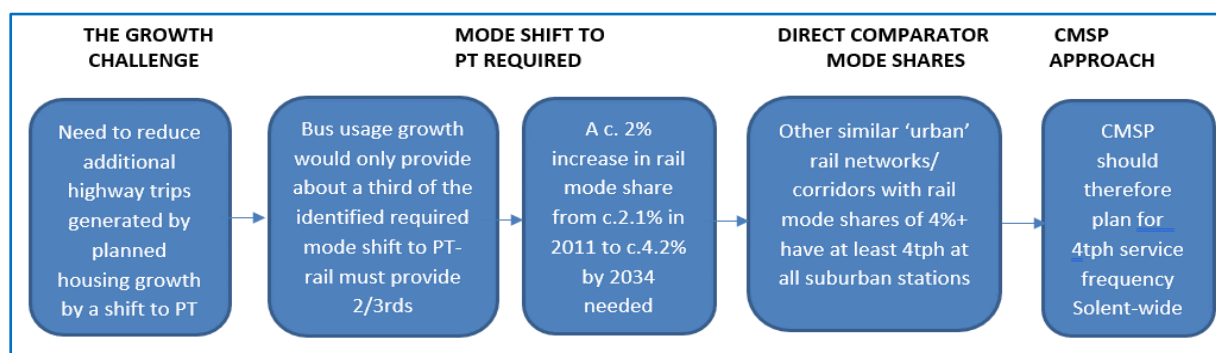 THE GROWTH
CHALLENGE
MODE SHIFT TO
PT REQUIRED
DIRECT COMPARATOR
MODE SHARES
CMSP
APPROACH
Need to reduce
additional
highway trips
generated by
planned
housing growth
by a shift to PT
Bus usage growth
would only provide
about a third of the
identified required
mode shift to PT-
rail must provide
2/3rds
A c. 2%
increase in rail
mode share
from c.2.1% in
2011 to c.4.2%
by 2034
needed
Other similar ‘urban’
rail networks/
corridors with rail
mode shares of 4%+
have at least 4tph at
all suburban stations
CMSP
should
therefore
plan for
4tph service
frequency
Solent-wide